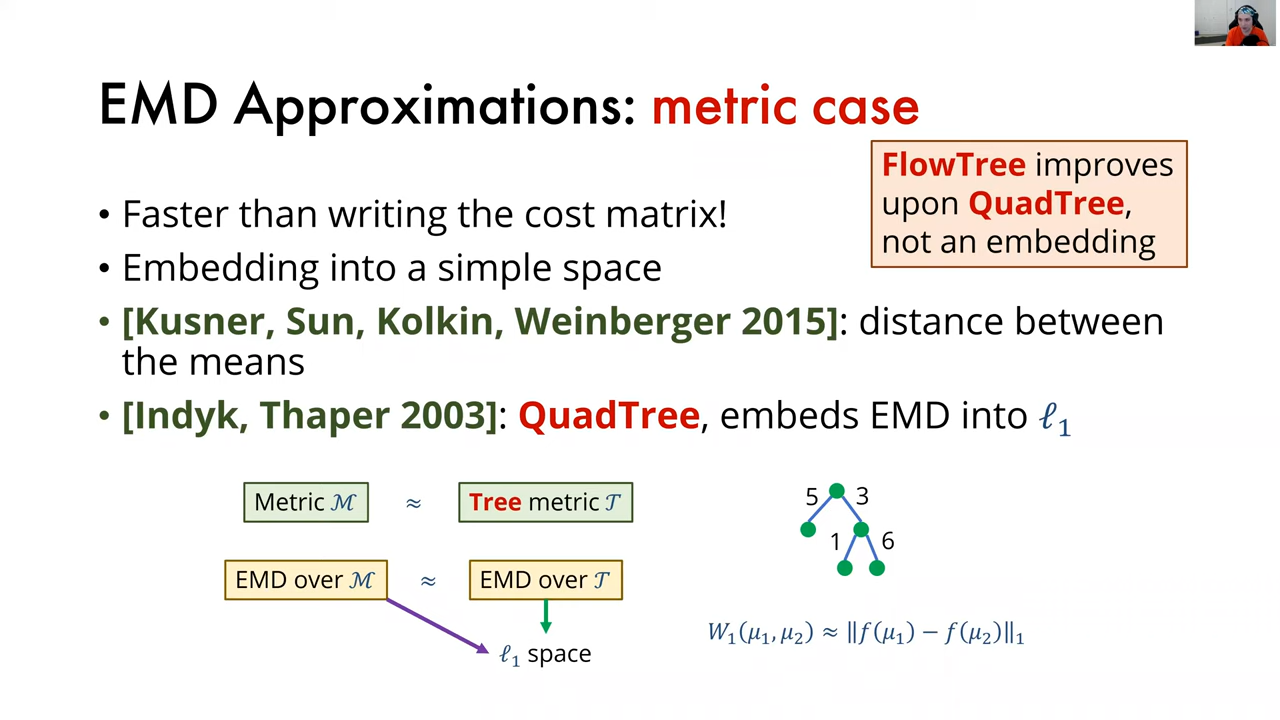 EMD Approximations: metric case
FlowTree improves
upon QuadTree,
not an embedding
• Faster than writing the cost matrix!
• Embedding into a simple space
• [Kusner, Sun, Kolkin, Weinberger 2015]: distance between
the means
• [Indyk, Thaper 2003]: QuadTree, embeds EMD into ℓ₁
Metric ℳ ≈ Tree metric 𝒯
EMD over ℳ ≈ EMD over 𝒯
ℓ₁ space
5 3
1 6
W₁(μ₁, μ₂) ≈ ‖f(μ₁) − f(μ₂)‖₁